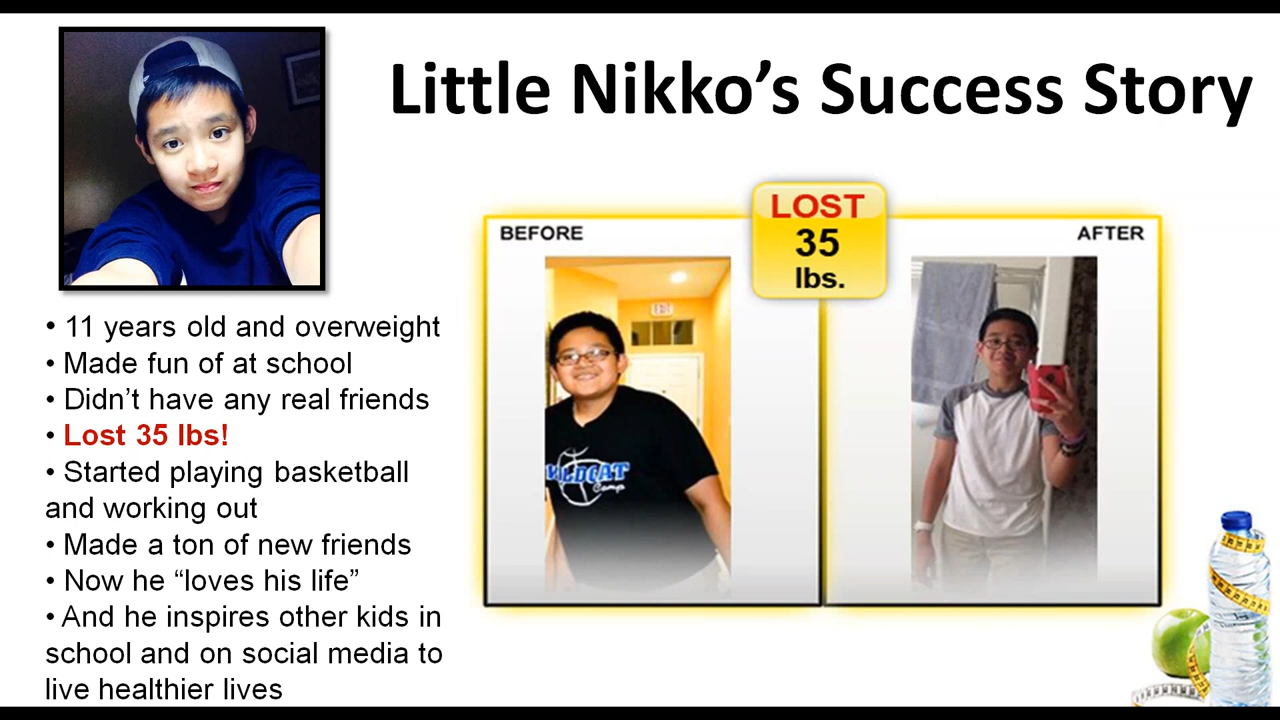 Little Nikko’s Success Story
LOST
35
lbs.
BEFORE
AFTER
EXIT
WILDCAT
Camp
• 11 years old and overweight
• Made fun of at school
• Didn’t have any real friends
• Lost 35 lbs!
• Started playing basketball
and working out
• Made a ton of new friends
• Now he “loves his life”
• And he inspires other kids in
school and on social media to
live healthier lives